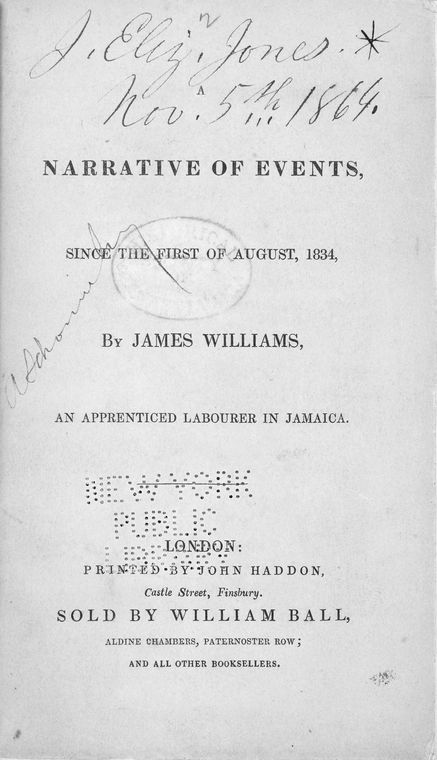 J. Eliz.n Jones.
A
Nov. 5th, 1864.
NARRATIVE OF EVENTS,
SINCE THE FIRST OF AUGUST, 1834,
By JAMES WILLIAMS,
AN APPRENTICED LABOURER IN JAMAICA.
NEW YORK
PUBLIC
LIBRARY
LONDON:
PRINTED BY JOHN HADDON,
Castle Street, Finsbury.
SOLD BY WILLIAM BALL,
ALDINE CHAMBERS, PATERNOSTER ROW;
AND ALL OTHER BOOKSELLERS.